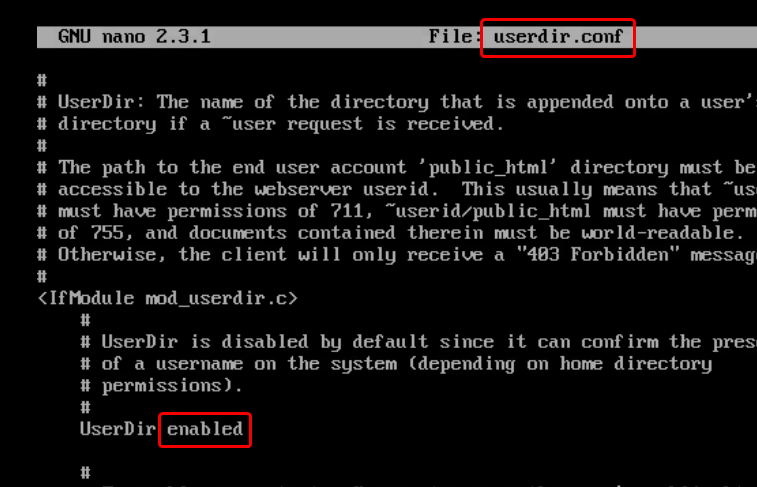 GNU nano 2.3.1 File: userdir.conf
#
# UserDir: The name of the directory that is appended onto a user's
# directory if a ~user request is received.
#
# The path to the end user account 'public_html' directory must be
# accessible to the webserver userid.  This usually means that
# must have permissions of 711, ~userid/public_html must have
# of 755, and documents contained therein must be world-readable.
# Otherwise, the client will only receive a "403 Forbidden"
#
<IfModule mod_userdir.c>
#
# UserDir is disabled by default since it can confirm the
# of a username on the system (depending on home directory
# permissions).
#
UserDir enabled
#